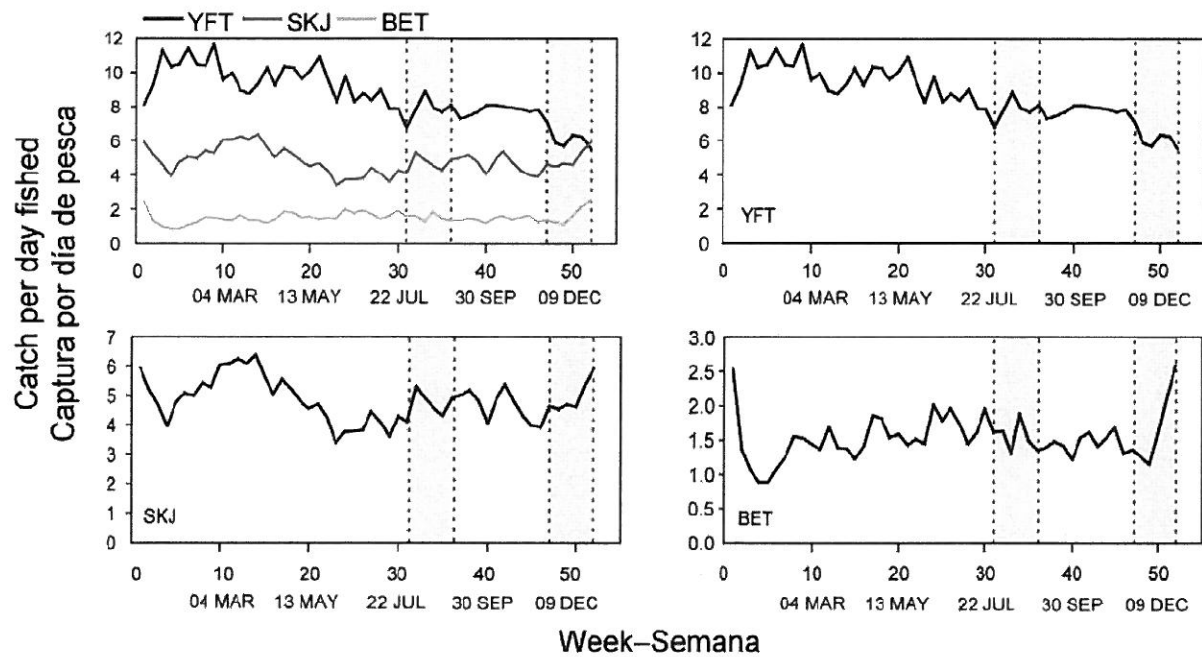 YFT SKJ BET
Catch per day fished
Captura por día de pesca
12
10
8
6
4
2
0
0 10 20 30 40 50
04 MAR 13 MAY 22 JUL 30 SEP 09 DEC
12
10
8
6
4
2
0
YFT
0 10 20 30 40 50
04 MAR 13 MAY 22 JUL 30 SEP 09 DEC
7
6
5
4
3
2
1
0
SKJ
0 10 20 30 40 50
04 MAR 13 MAY 22 JUL 30 SEP 09 DEC
3.0
2.5
2.0
1.5
1.0
0.5
0.0
BET
0 10 20 30 40 50
04 MAR 13 MAY 22 JUL 30 SEP 09 DEC
Week–Semana